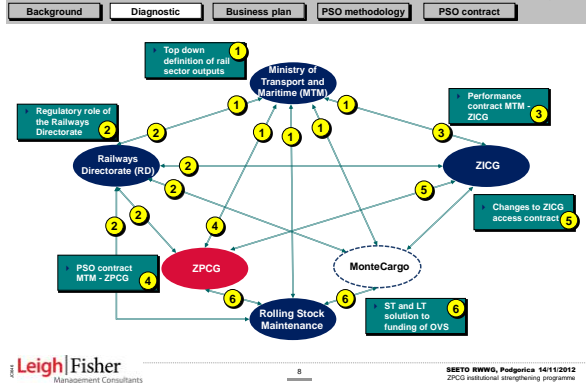 Background
Diagnostic
Business plan
PSO methodology
PSO contract
Top down
definition of rail
sector outputs
1
Ministry of
Transport and
Maritime (MTM)
Performance
contract MTM -
ZICG
3
Regulatory role of
the Railways
Directorate
2
1
1
1
1
1
2
3
Railways
Directorate (RD)
2
2
ZICG
5
2
2
4
Changes to ZICG
access contract
5
PSO contract
MTM - ZPCG
4
ZPCG
MonteCargo
6
6
Rolling Stock
Maintenance
ST and LT
solution to
funding of OVS
6
Leigh Fisher
Management Consultants
8
SEETO RWWG, Podgorica 14/11/2012
ZPCG institutional strengthening programme